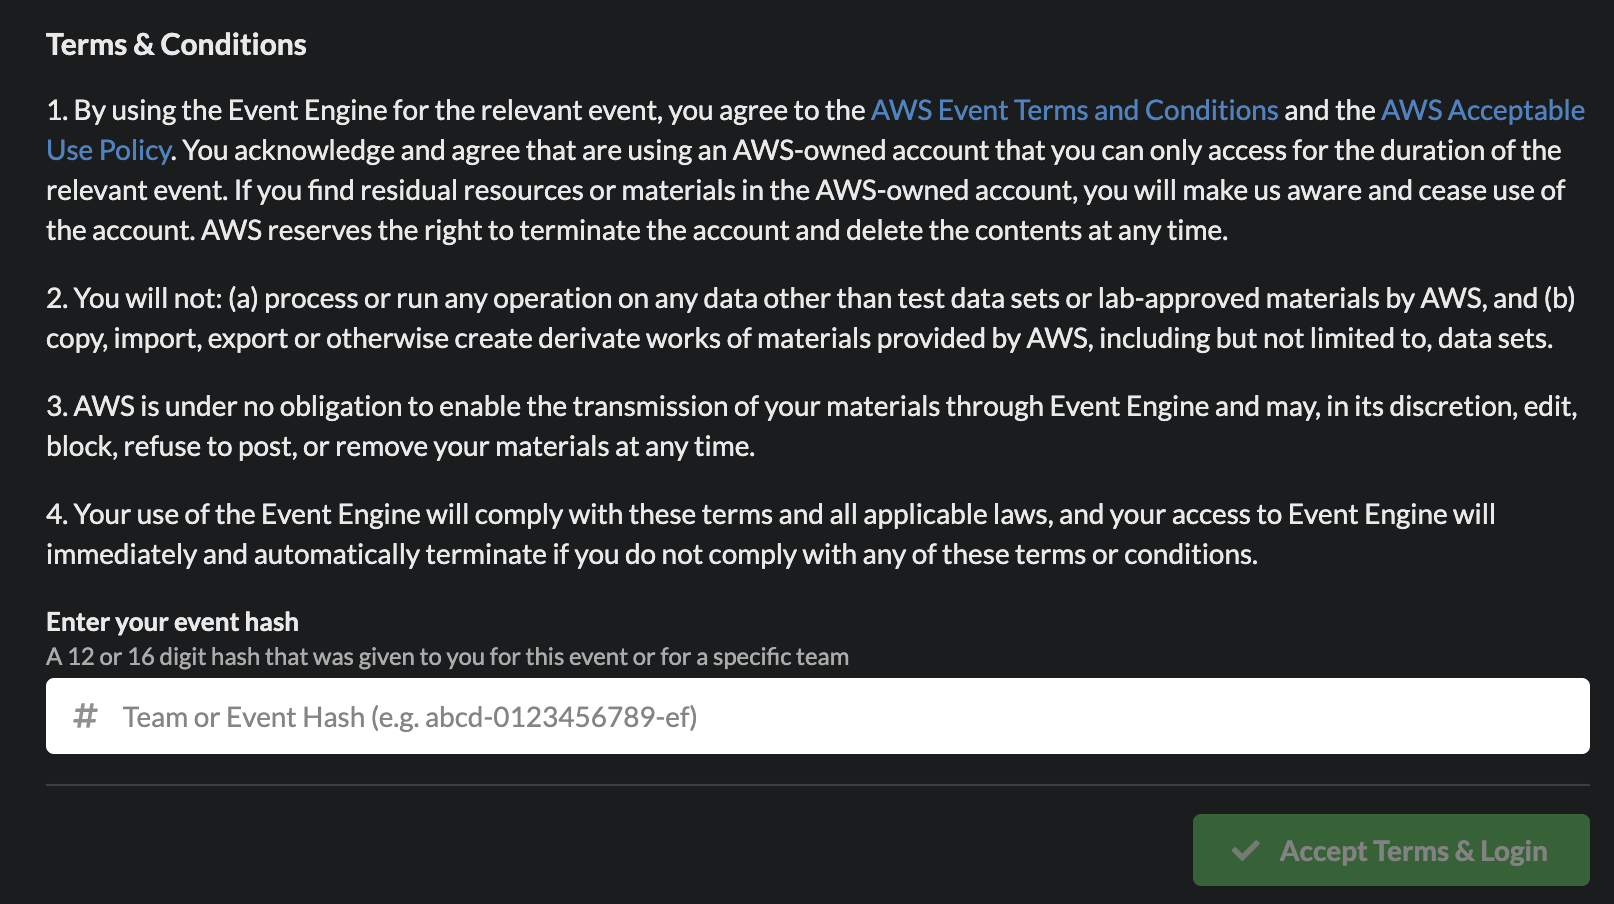 Terms & Conditions
1. By using the Event Engine for the relevant event, you agree to the AWS Event Terms and Conditions and the AWS Acceptable
Use Policy. You acknowledge and agree that are using an AWS-owned account that you can only access for the duration of the
relevant event. If you find residual resources or materials in the AWS-owned account, you will make us aware and cease use of
the account. AWS reserves the right to terminate the account and delete the contents at any time.
2. You will not: (a) process or run any operation on any data other than test data sets or lab-approved materials by AWS, and (b)
copy, import, export or otherwise create derivate works of materials provided by AWS, including but not limited to, data sets.
3. AWS is under no obligation to enable the transmission of your materials through Event Engine and may, in its discretion, edit,
block, refuse to post, or remove your materials at any time.
4. Your use of the Event Engine will comply with these terms and all applicable laws, and your access to Event Engine will
immediately and automatically terminate if you do not comply with any of these terms or conditions.
Enter your event hash
A 12 or 16 digit hash that was given to you for this event or for a specific team
# Team or Event Hash (e.g. abcd-0123456789-ef)
Accept Terms & Login